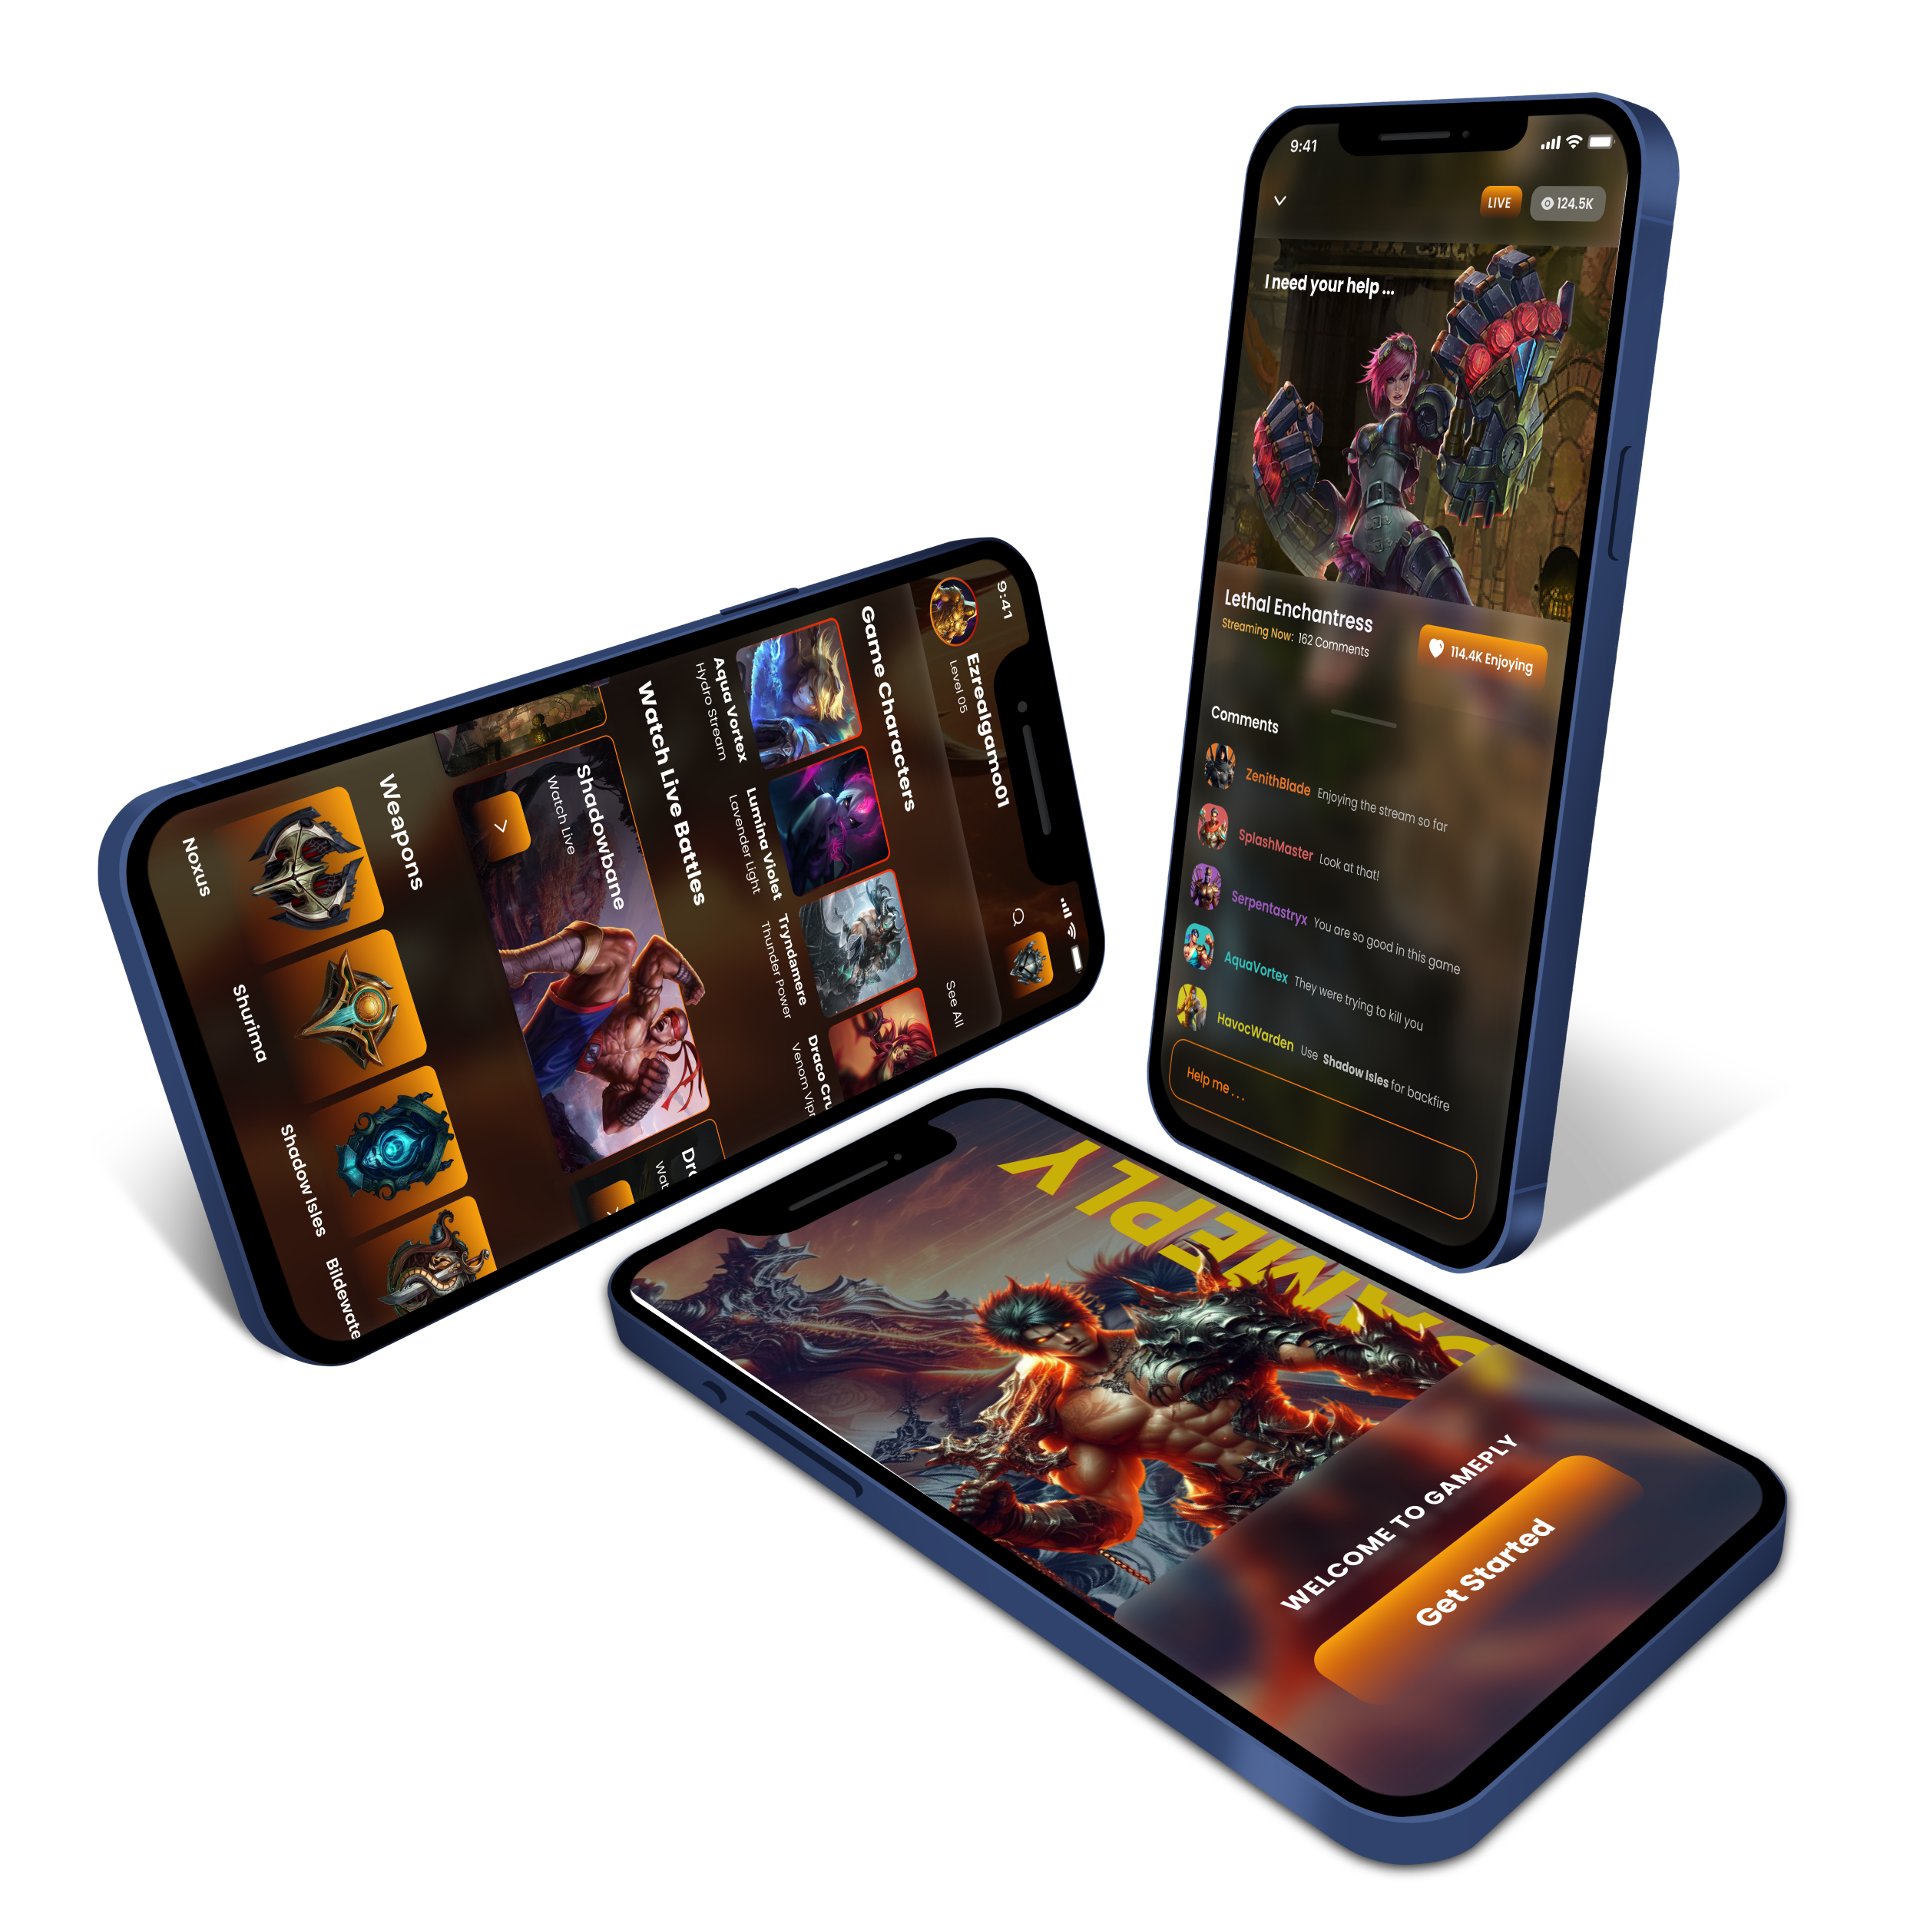 9:41
LIVE
124.5K
I need your help ...
Lethal Enchantress
Streaming Now: 162 Comments
114.4K Enjoying
Comments
ZenithBlade Enjoying the stream so far
SplashMaster Look at that!
Serpentastryx You are so good in this game
AquaVortex They were trying to kill you
HavocWarden Use Shadow Isles for backfire
Help me . . .
9:41
Ezrealgamo01
Level 05
Game Characters
See All
Aqua Vortex
Hydro Stream
Lumina Violet
Lavender Light
Tryndamere
Thunder Power
Draco Cru
Venom Vip
Watch Live Battles
Shadowbane
Watch Live
Dr
Wat
Weapons
Noxus
Shurima
Shadow Isles
Bildewate
GAMEPLY
WELCOME TO GAMEPLY
Get Started